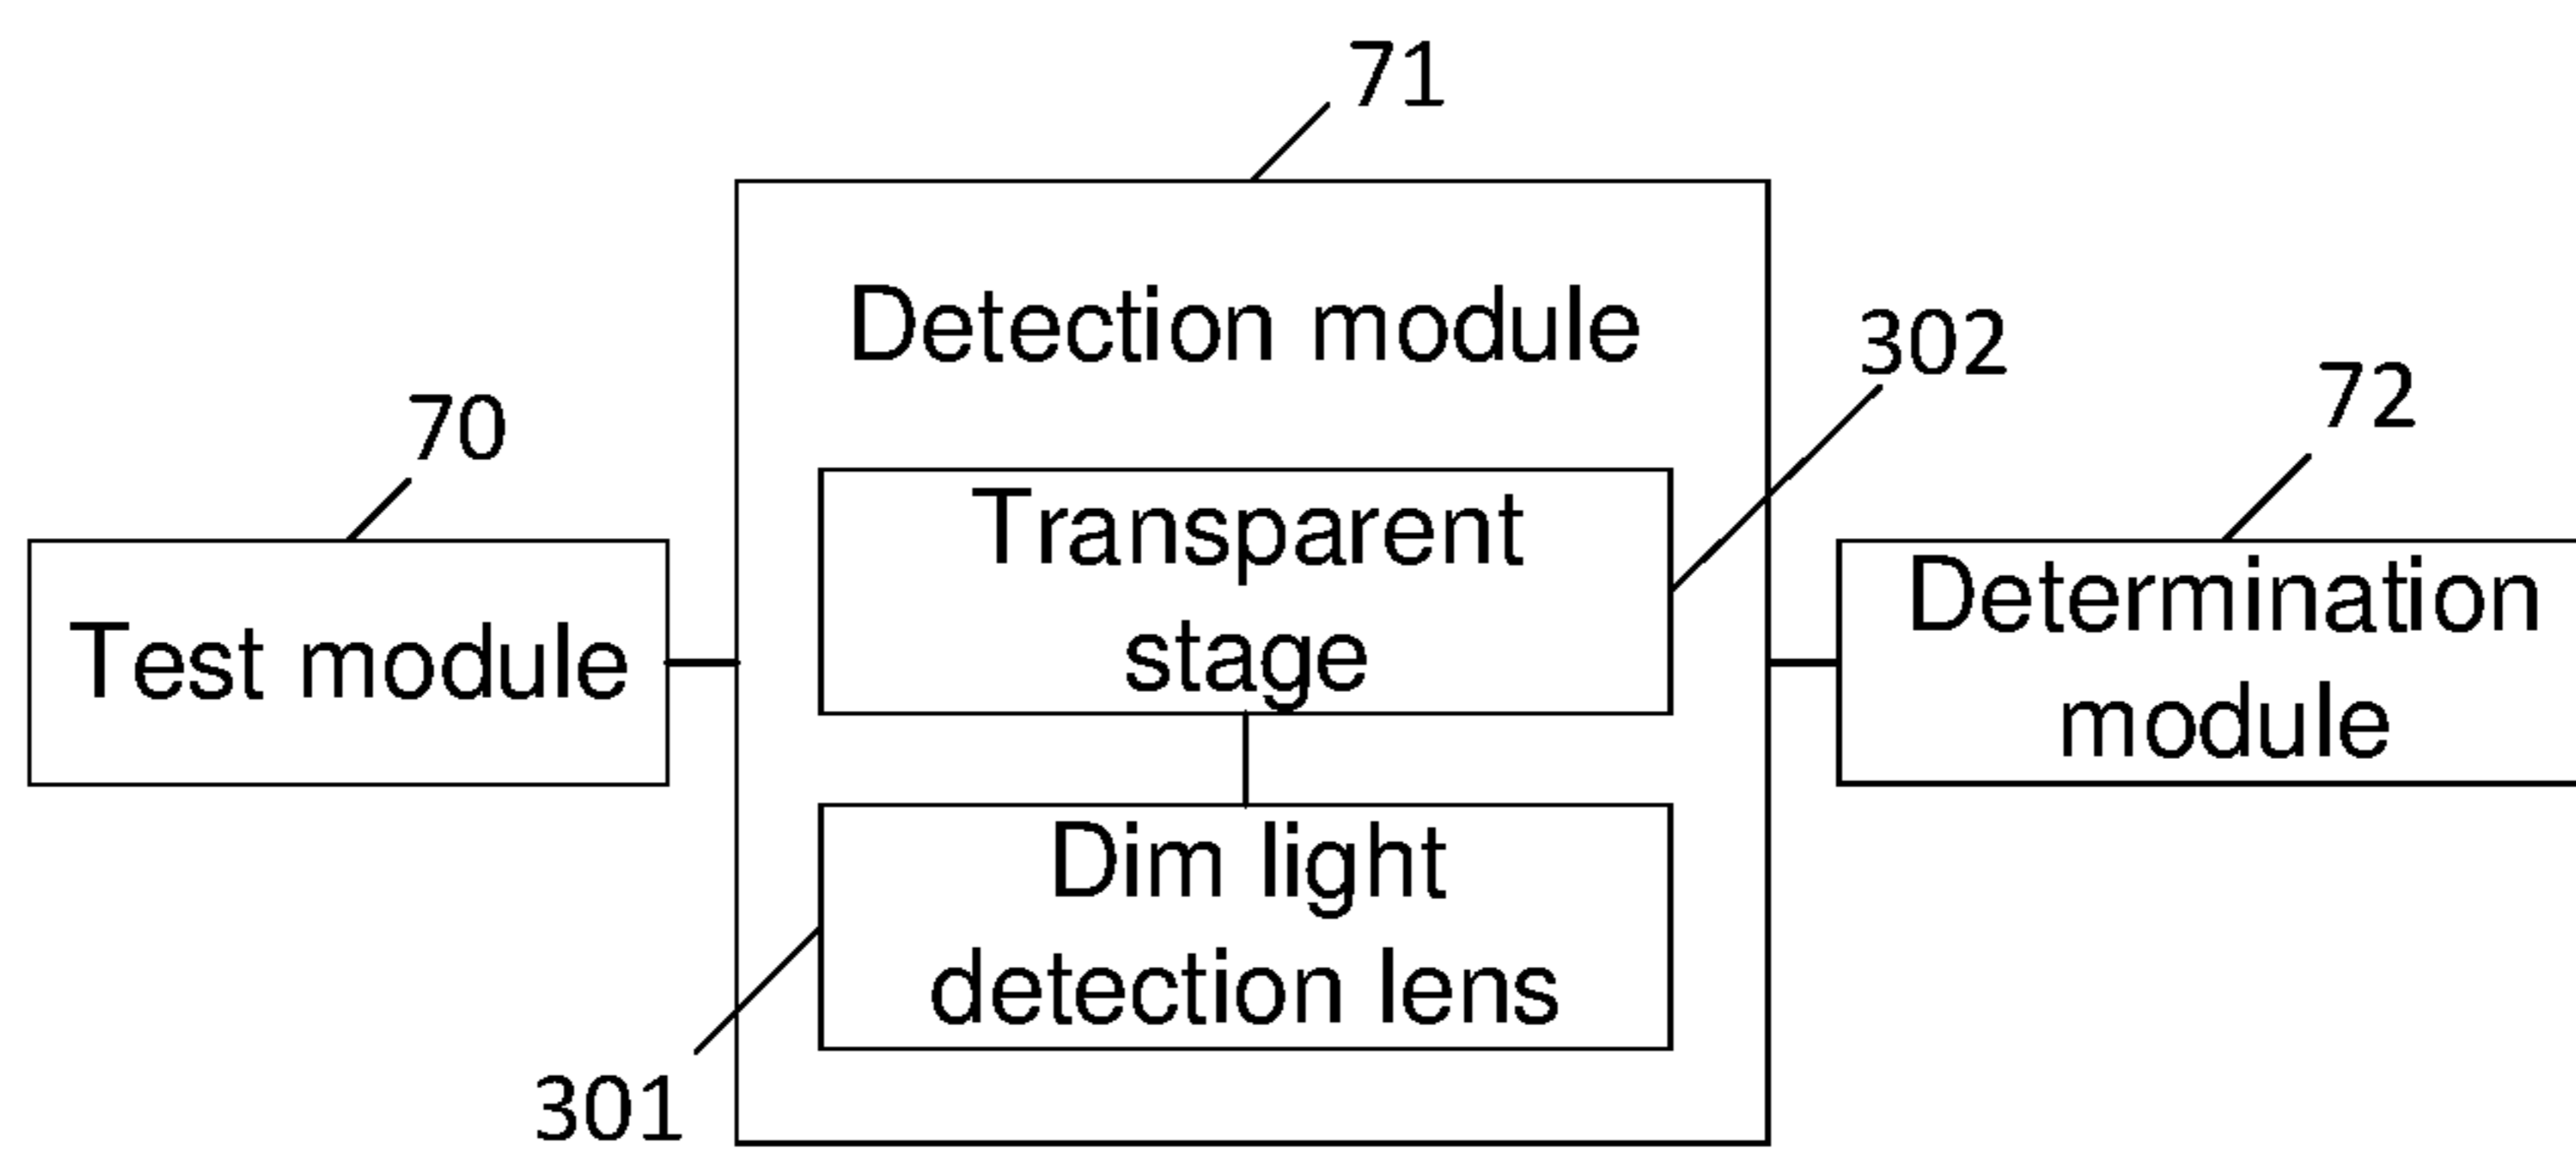 71
Detection module
302
72
70
Transparent
stage
Determination
module
Test module
Dim light
detection lens
301